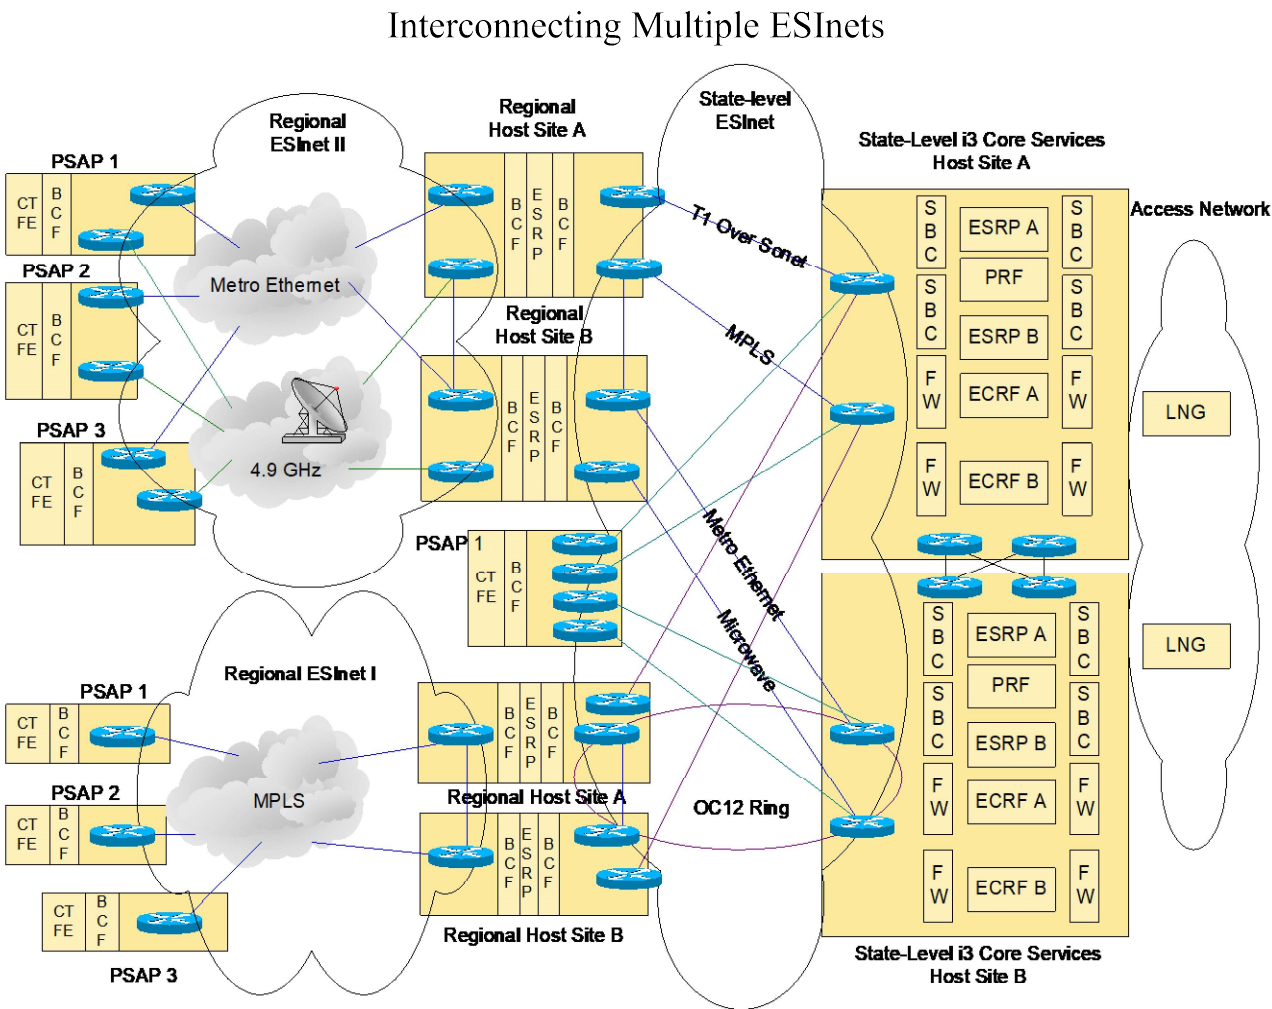 Interconnecting Multiple ESInets
Regional
ESInet II
PSAP 1
CT
FE
B
C
F
PSAP 2
CT
FE
B
C
F
PSAP 3
CT
FE
B
C
F
Metro Ethernet
4.9 GHz
Regional
Host Site A
B
C
F
E
S
R
P
B
C
F
Regional
Host Site B
B
C
F
E
S
R
P
B
C
F
PSAP 1
CT
FE
B
C
F
Regional ESInet I
PSAP 1
CT
FE
B
C
F
PSAP 2
CT
FE
B
C
F
CT
FE
B
C
F
PSAP 3
MPLS
B
C
F
E
S
R
P
B
C
F
Regional Host Site A
B
C
F
E
S
R
P
B
C
F
Regional Host Site B
State-level
ESInet
T1 Over Sonet
MPLS
Metro Ethernet
Microwave
OC12 Ring
State-Level i3 Core Services
Host Site A
S
B
C
S
B
C
F
W
F
W
ESRP A
PRF
ESRP B
ECRF A
ECRF B
S
B
C
S
B
C
F
W
F
W
S
B
C
S
B
C
F
W
F
W
ESRP A
PRF
ESRP B
ECRF A
ECRF B
S
B
C
S
B
C
F
W
F
W
State-Level i3 Core Services
Host Site B
Access Network
LNG
LNG